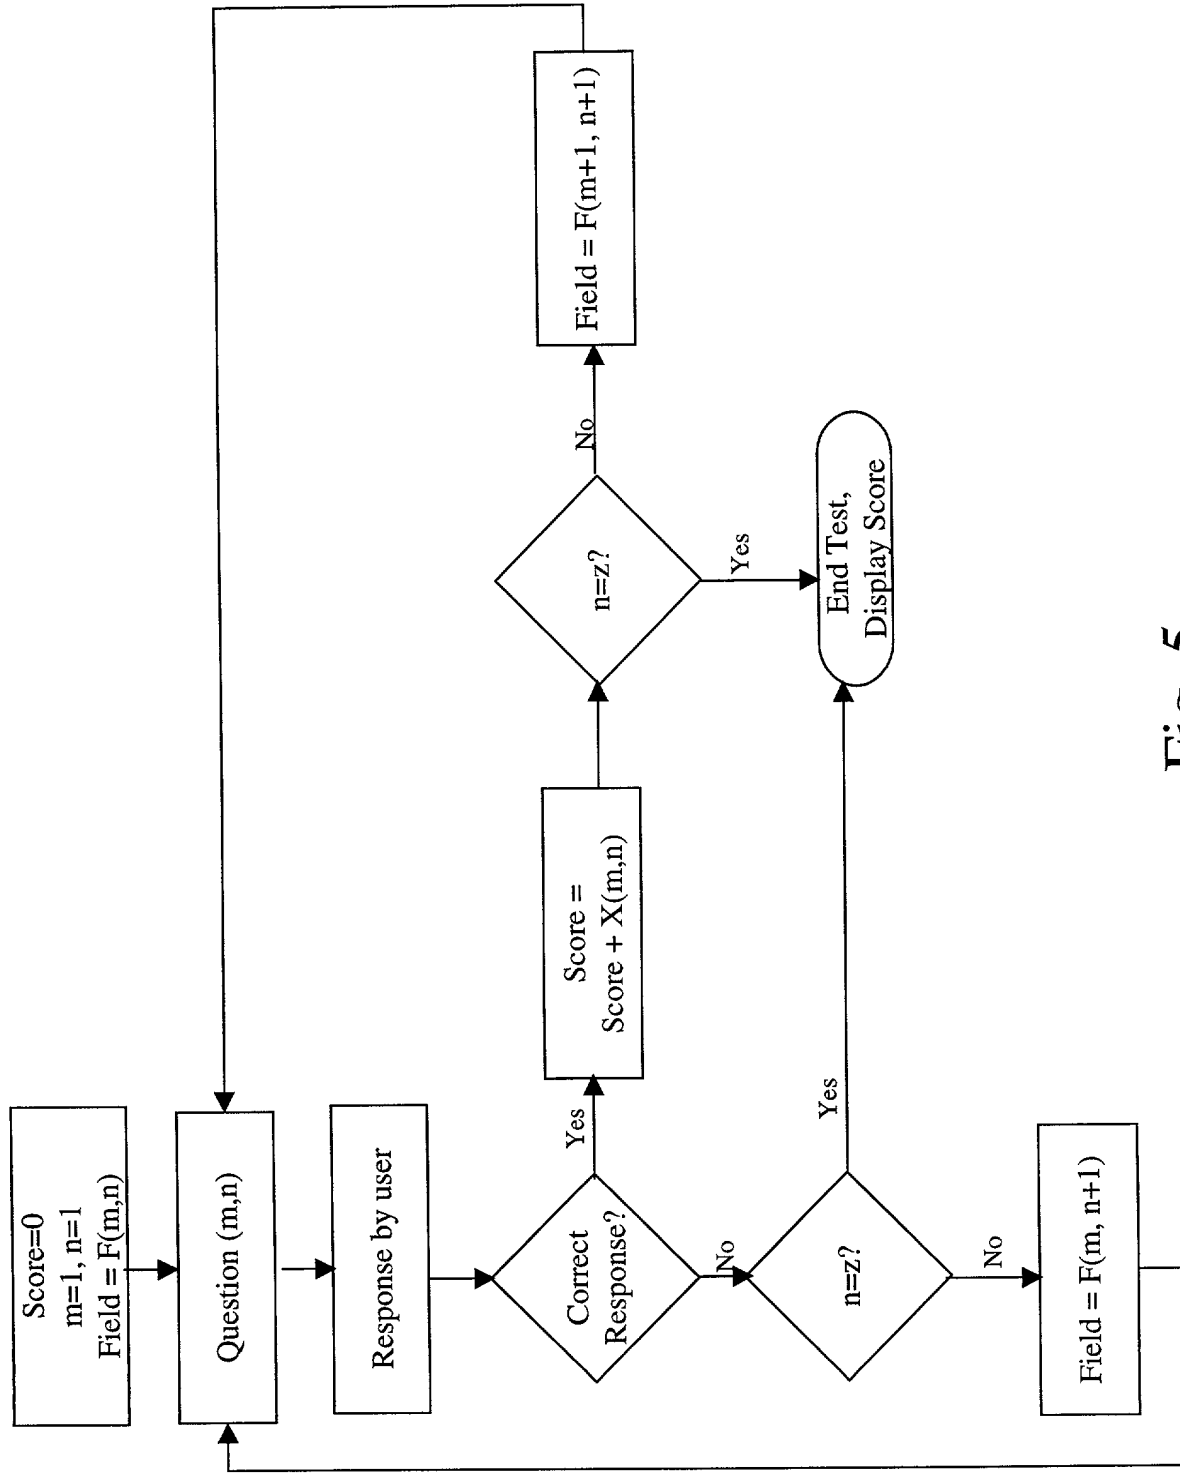 Score=0
m=1, n=1
Field = F(m,n)
Question (m,n)
Response by user
Correct
Response?
Yes
Score =
Score + X(m,n)
n=z?
No
Field = F(m+1, n+1)
Yes
End Test,
Display Score
No
n=z?
Yes
No
Field = F(m, n+1)
Fig. 5